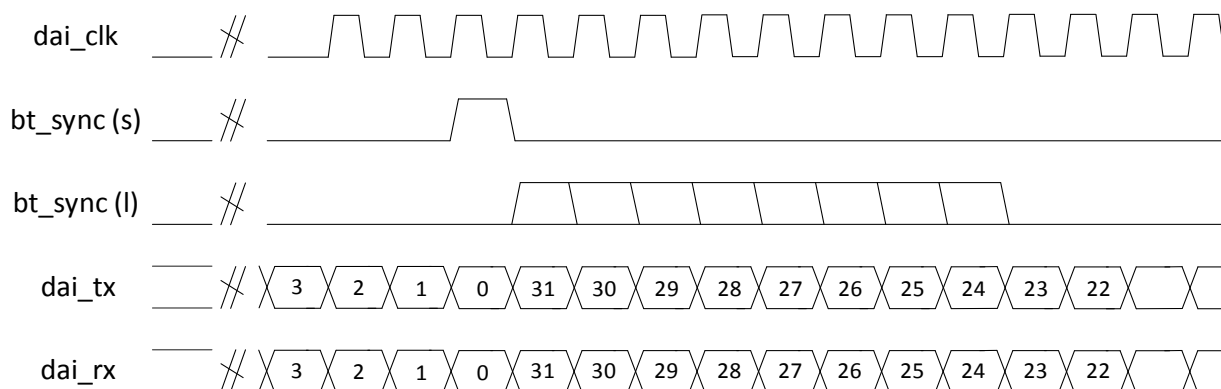 dai_clk
bt_sync (s)
bt_sync (l)
dai_tx 3 2 1 0 31 30 29 28 27 26 25 24 23 22
dai_rx 3 2 1 0 31 30 29 28 27 26 25 24 23 22